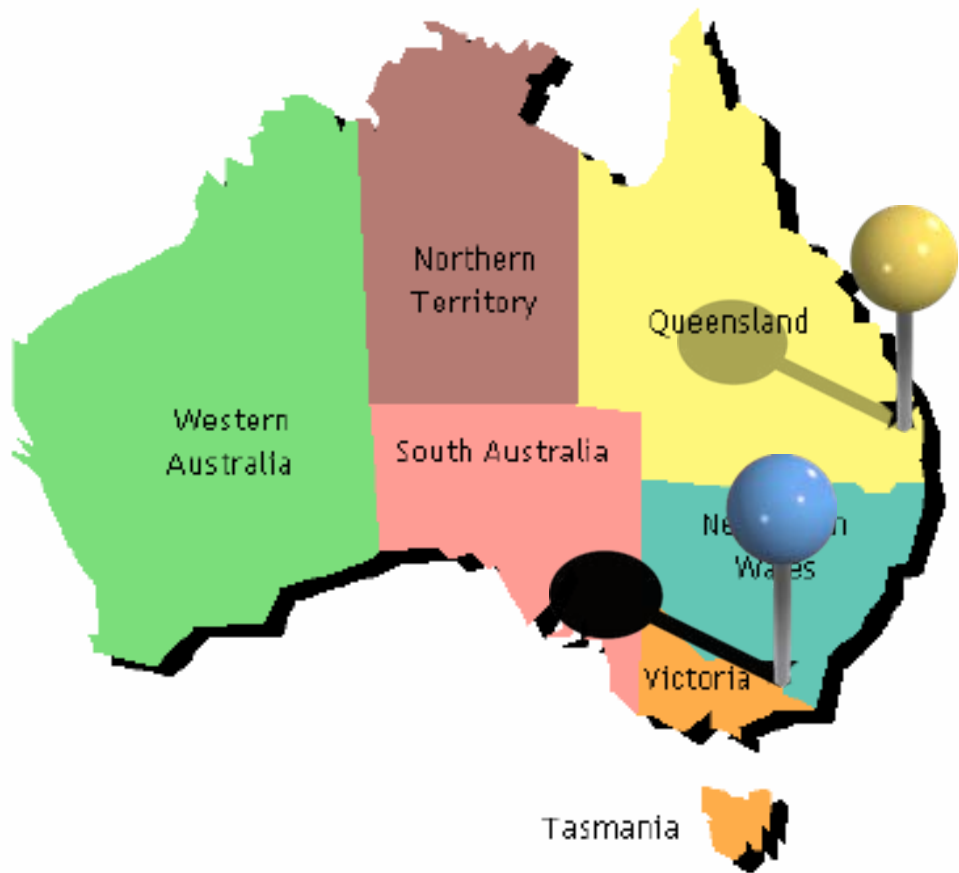 Northern
Territory
Queensland
Western
Australia
South Australia
Wales
Victoria
Tasmania